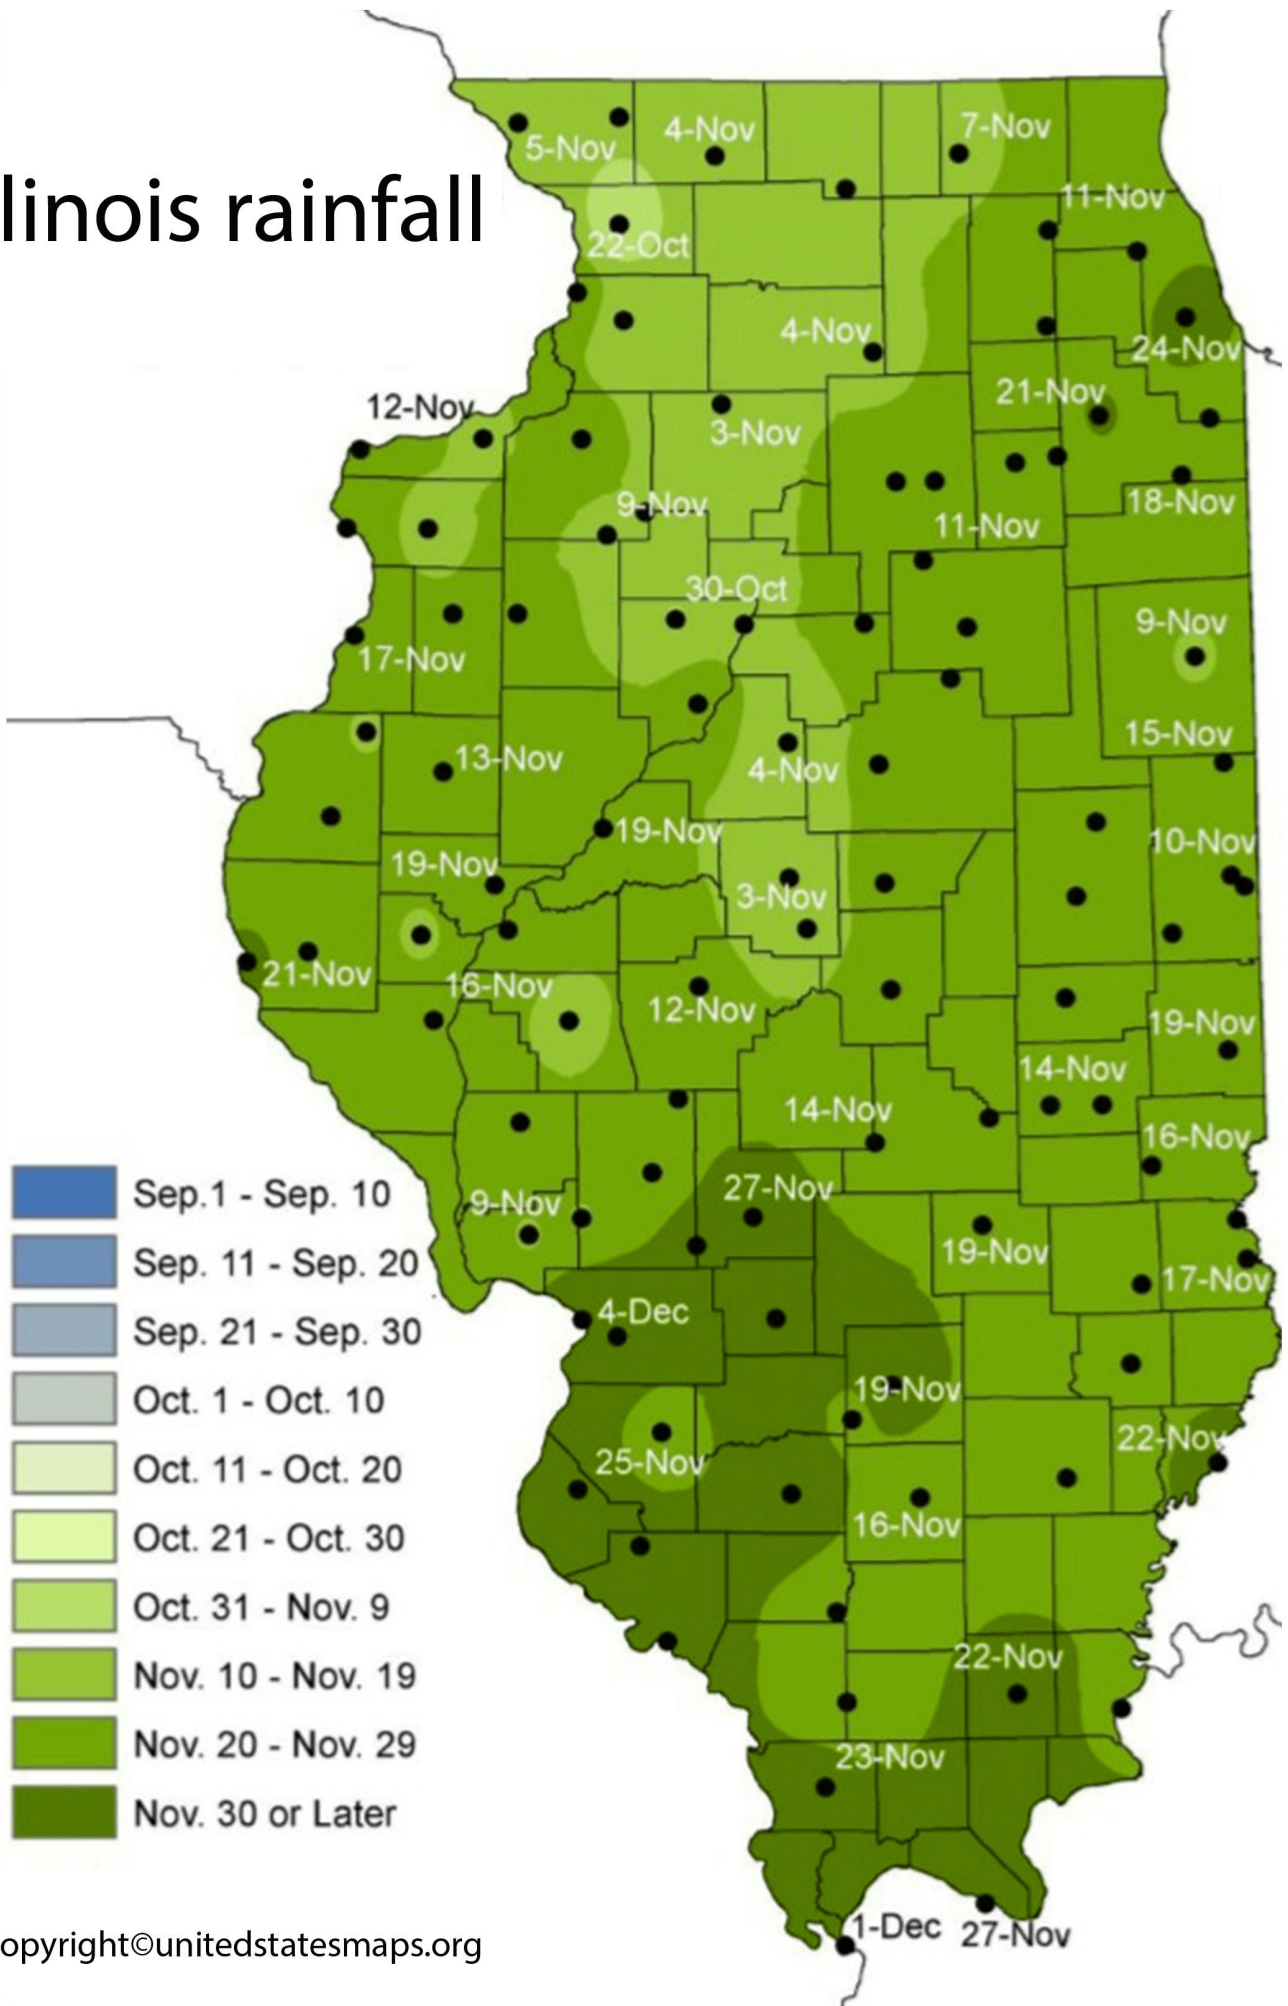 linois rainfall
5-Nov
4-Nov
7-Nov
11-Nov
22-Oct
4-Nov
24-Nov
21-Nov
12-Nov
3-Nov
9-Nov
18-Nov
11-Nov
30-Oct
9-Nov
17-Nov
15-Nov
13-Nov
4-Nov
19-Nov
10-Nov
19-Nov
3-Nov
21-Nov
16-Nov
12-Nov
19-Nov
14-Nov
14-Nov
16-Nov
27-Nov
9-Nov
19-Nov
17-Nov
4-Dec
19-Nov
22-Nov
25-Nov
16-Nov
22-Nov
23-Nov
1-Dec
27-Nov
Sep.1 - Sep. 10
Sep. 11 - Sep. 20
Sep. 21 - Sep. 30
Oct. 1 - Oct. 10
Oct. 11 - Oct. 20
Oct. 21 - Oct. 30
Oct. 31 - Nov. 9
Nov. 10 - Nov. 19
Nov. 20 - Nov. 29
Nov. 30 or Later
opyright©unitedstatesmaps.org